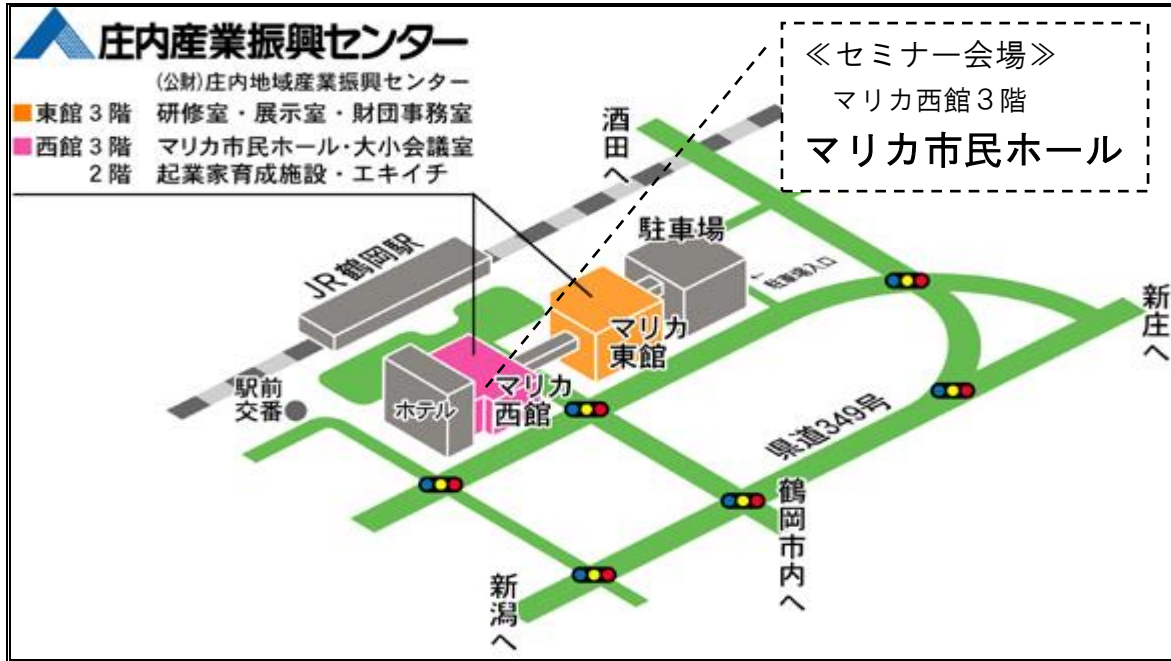 庄内産業振興センター
(公財)庄内地域産業振興センター
東館3階 研修室・展示室・財団事務室
西館3階 マリカ市民ホール・大小会議室
2階 起業家育成施設・エキイチ
≪セミナー会場≫
マリカ西館3階
マリカ市民ホール
酒田へ
駐車場
←駐車場入口
JR鶴岡駅
新庄へ
マリカ
東館
駅前
交番
ホテル
マリカ
西館
県道349号
鶴岡市内へ
新潟へ